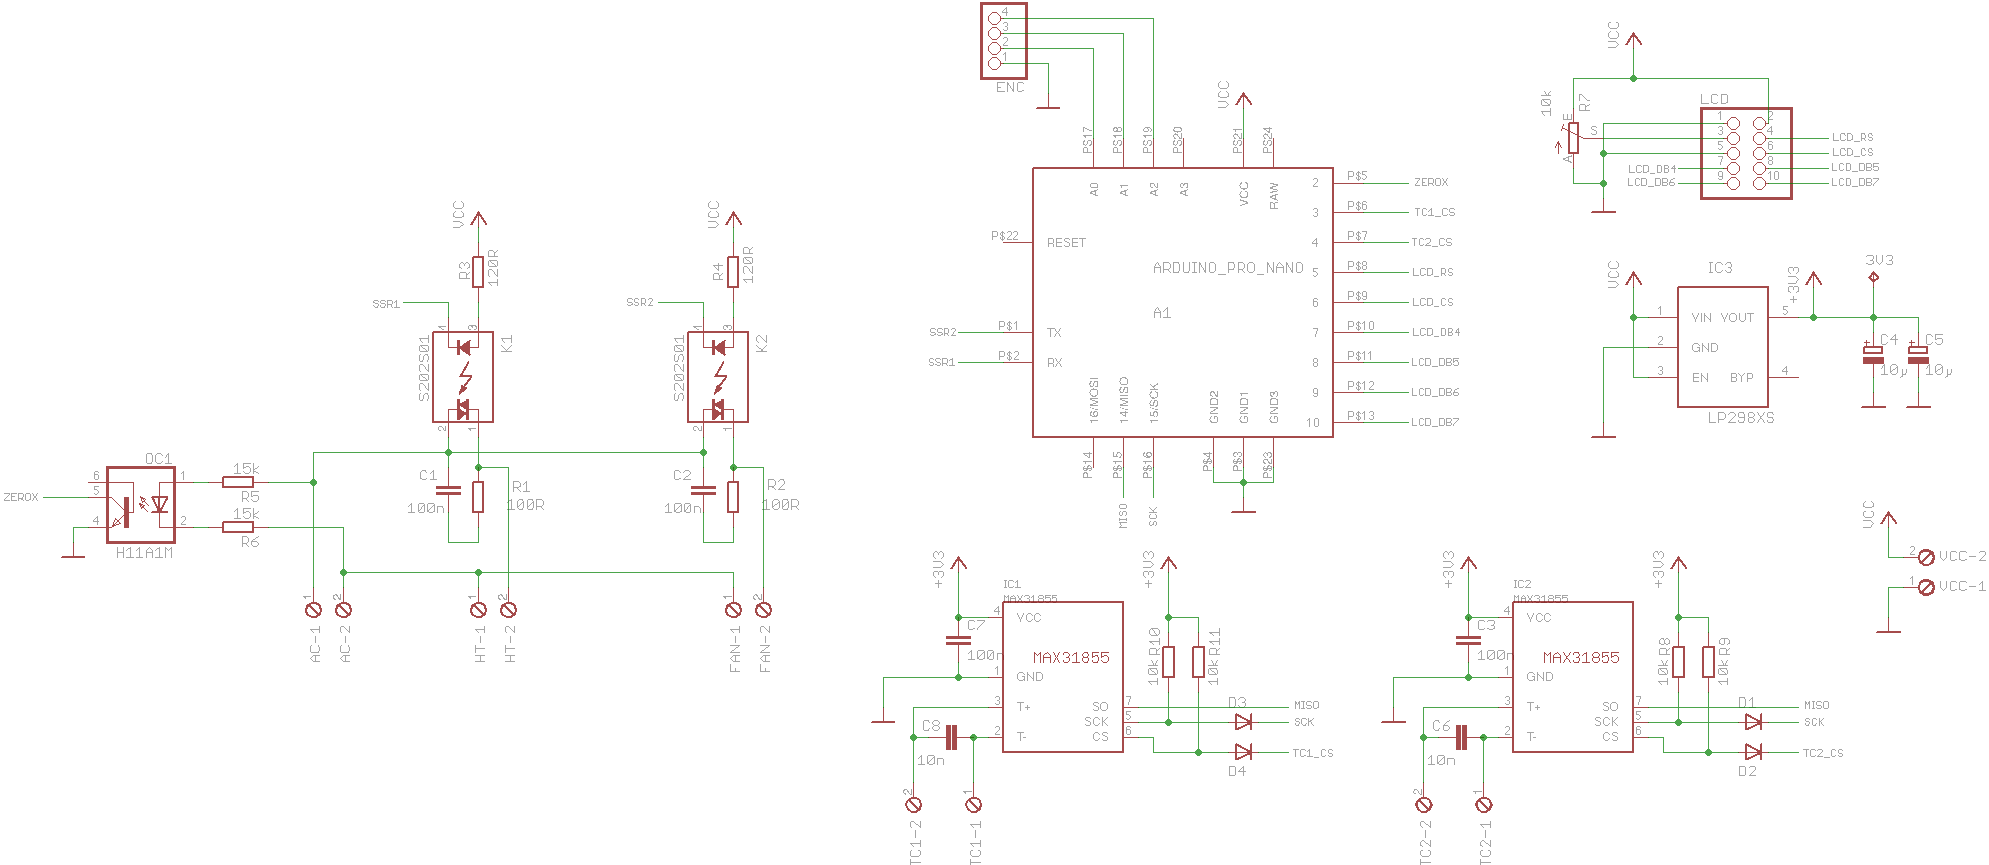 4
3
2
1
ENC
VCC
PS17
PS18
PS19
PS20
PS21
PS24
A0
A1
A2
A3
VCC
RAW
P$22
RESET
ARDUINO_PRO_NANO
A1
SSR2
P$1
TX
SSR1
P$2
RX
2
P$5
ZEROX
3
P$6
TC1_CS
4
P$7
TC2_CS
5
P$8
LCD_RS
6
P$9
LCD_CS
7
P$10
LCD_DB4
8
P$11
LCD_DB5
9
P$12
LCD_DB6
10
P$13
LCD_DB7
16/MOSI
14/MISO
15/SCK
GND2
GND1
GND3
P$14
P$15
P$16
P$4
P$3
P$23
MISO
SCK
VCC
10k
R7
E
S
A
LCD
1
2
3
4
5
6
7
8
9
10
LCD_RS
LCD_CS
LCD_DB4
LCD_DB5
LCD_DB6
LCD_DB7
VCC
IC3
1
VIN
VOUT
5
2
GND
3
EN
BYP
4
LP298XS
+3V3
3V3
+
C4
10µ
+
C5
10µ
VCC
2
VCC-2
1
VCC-1
VCC
R3
120R
SSR1
4
3
K1
S202S01
2
1
C1
100n
R1
100R
VCC
R4
120R
SSR2
4
3
K2
S202S01
2
1
C2
100n
R2
100R
OC1
6
5
4
1
2
ZEROX
H11A1M
15k
R5
15k
R6
1
AC-1
2
AC-2
1
HT-1
2
HT-2
1
FAN-1
2
FAN-2
+3V3
IC1
MAX31855
4
VCC
C7
100n
MAX31855
1
GND
3
T+
2
T-
C8
10n
SO
7
SCK
5
CS
6
+3V3
10k
R10
10k
R11
D3
D4
MISO
SCK
TC1_CS
2
TC1-2
1
TC1-1
+3V3
IC2
MAX31855
4
VCC
C3
100n
MAX31855
1
GND
3
T+
2
T-
C6
10n
SO
7
SCK
5
CS
6
+3V3
10k
R8
10k
R9
D1
D2
MISO
SCK
TC2_CS
2
TC2-2
1
TC2-1